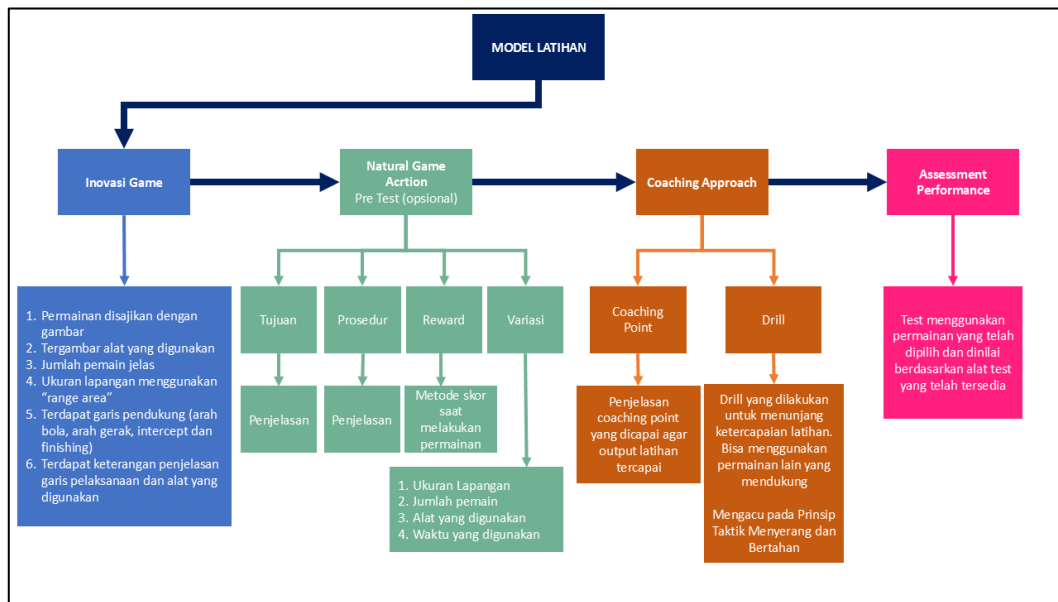 MODEL LATIHAN
Inovasi Game
Natural Game
Acrtion
Pre Test (opsional)
Coaching Approach
Assessment
Performance
1. Permainan disajikan dengan
gambar
2. Tergambar alat yang digunakan
3. Jumlah pemain jelas
4. Ukuran lapangan menggunakan
“range area”
5. Terdapat garis pendukung (arah
bola, arah gerak, intercept dan
finishing)
6. Terdapat keterangan penjelasan
garis pelaksanaan dan alat yang
digunakan
Tujuan
Prosedur
Reward
Variasi
Penjelasan
Penjelasan
Metode skor
saat
melakukan
permainan
1. Ukuran Lapangan
2. Jumlah pemain
3. Alat yang digunakan
4. Waktu yang digunakan
Coaching
Point
Drill
Penjelasan
coaching point
yang dicapai agar
output latihan
tercapai
Drill yang dilakukan
untuk menunjang
ketercapaian latihan.
Bisa menggunakan
permainan lain yang
mendukung
Mengacu pada Prinsip
Taktik Menyerang dan
Bertahan
Test menggunakan
permainan yang telah
dipilih dan dinilai
berdasarkan alat test
yang telah tersedia